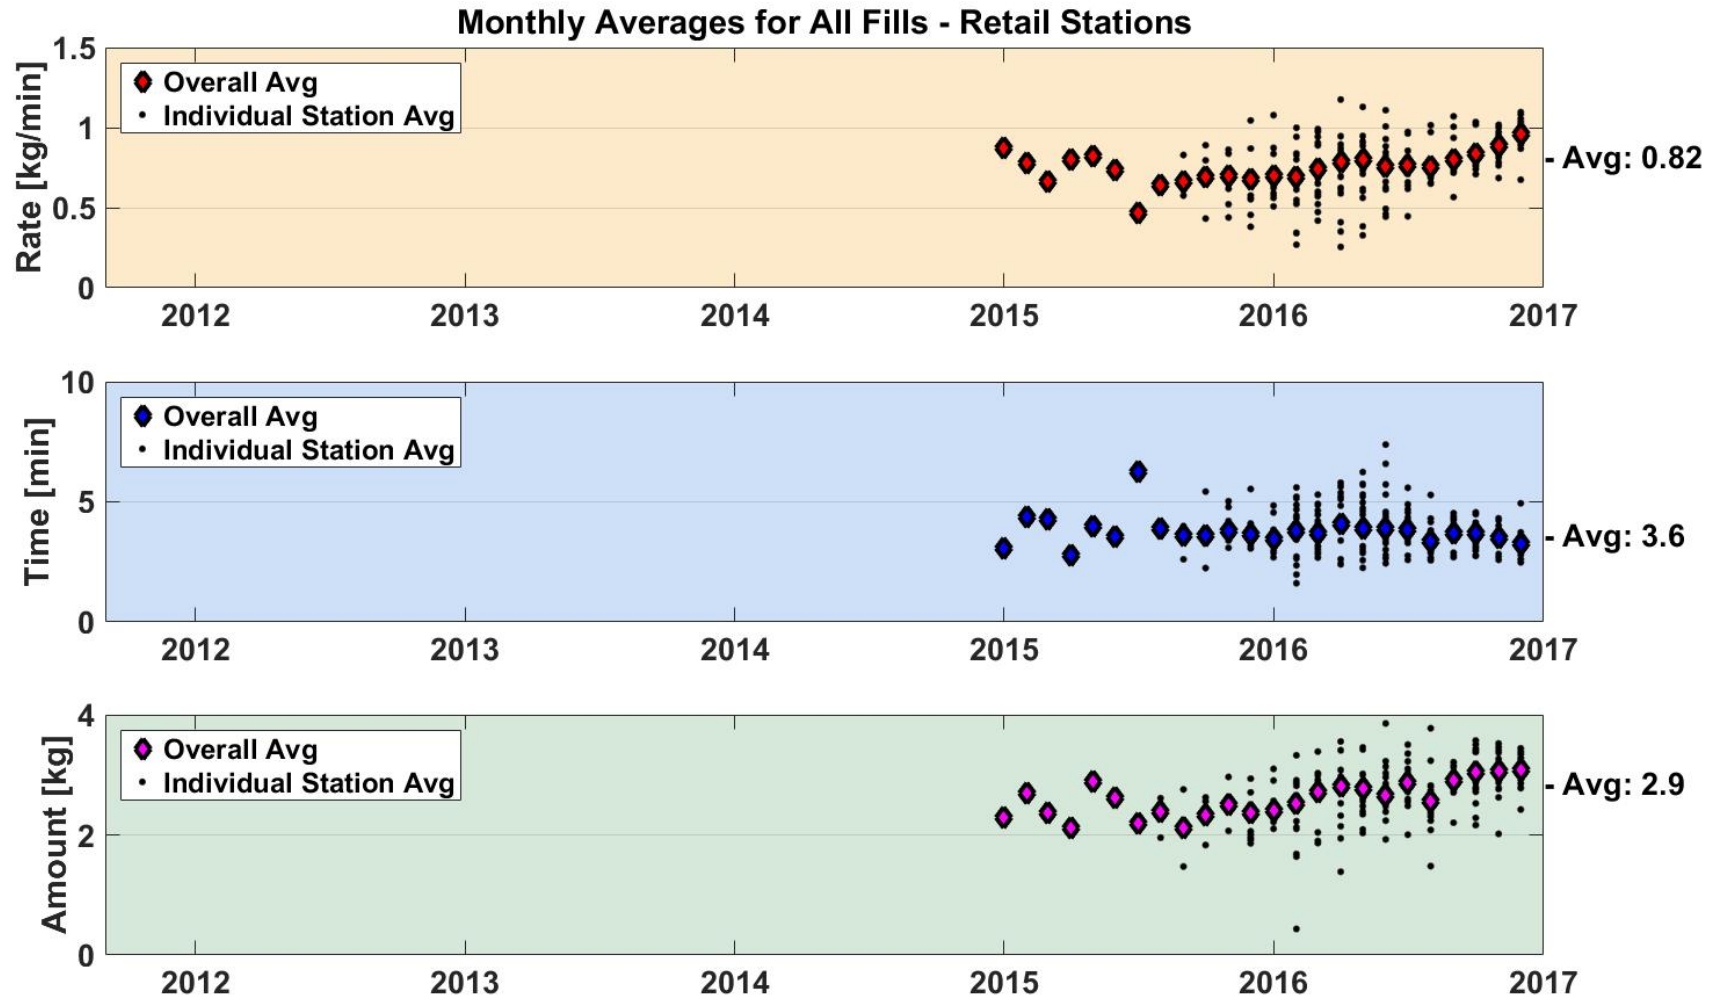 Monthly Averages for All Fills - Retail Stations
1.5
1
0.5
0
Rate [kg/min]
Overall Avg
Individual Station Avg
- Avg: 0.82
2012 2013 2014 2015 2016 2017
10
5
0
Time [min]
Overall Avg
Individual Station Avg
- Avg: 3.6
2012 2013 2014 2015 2016 2017
4
2
0
Amount [kg]
Overall Avg
Individual Station Avg
- Avg: 2.9
2012 2013 2014 2015 2016 2017